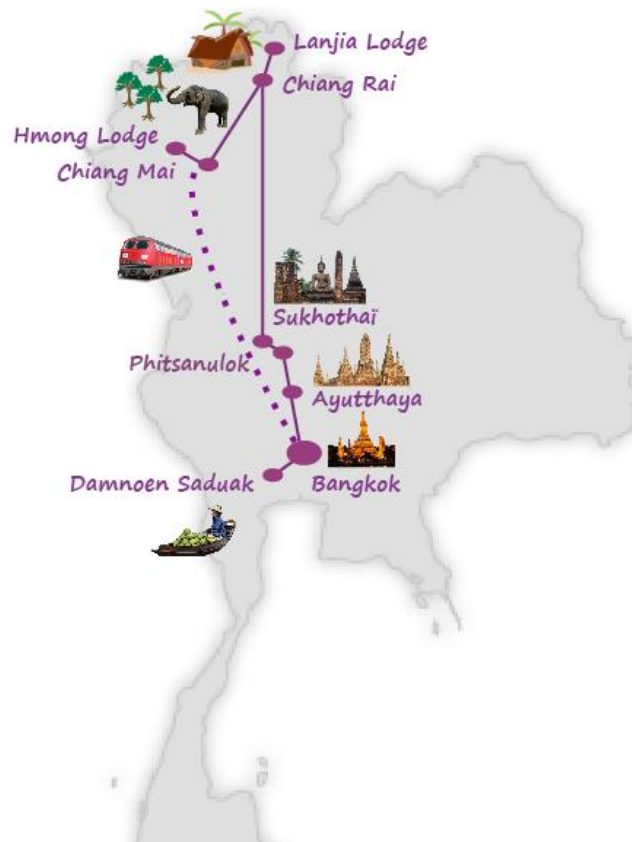 Lanjia Lodge
Chiang Rai
Hmong Lodge
Chiang Mai
Sukhothaï
Phitsanulok
Ayutthaya
Damnoen Saduak
Bangkok